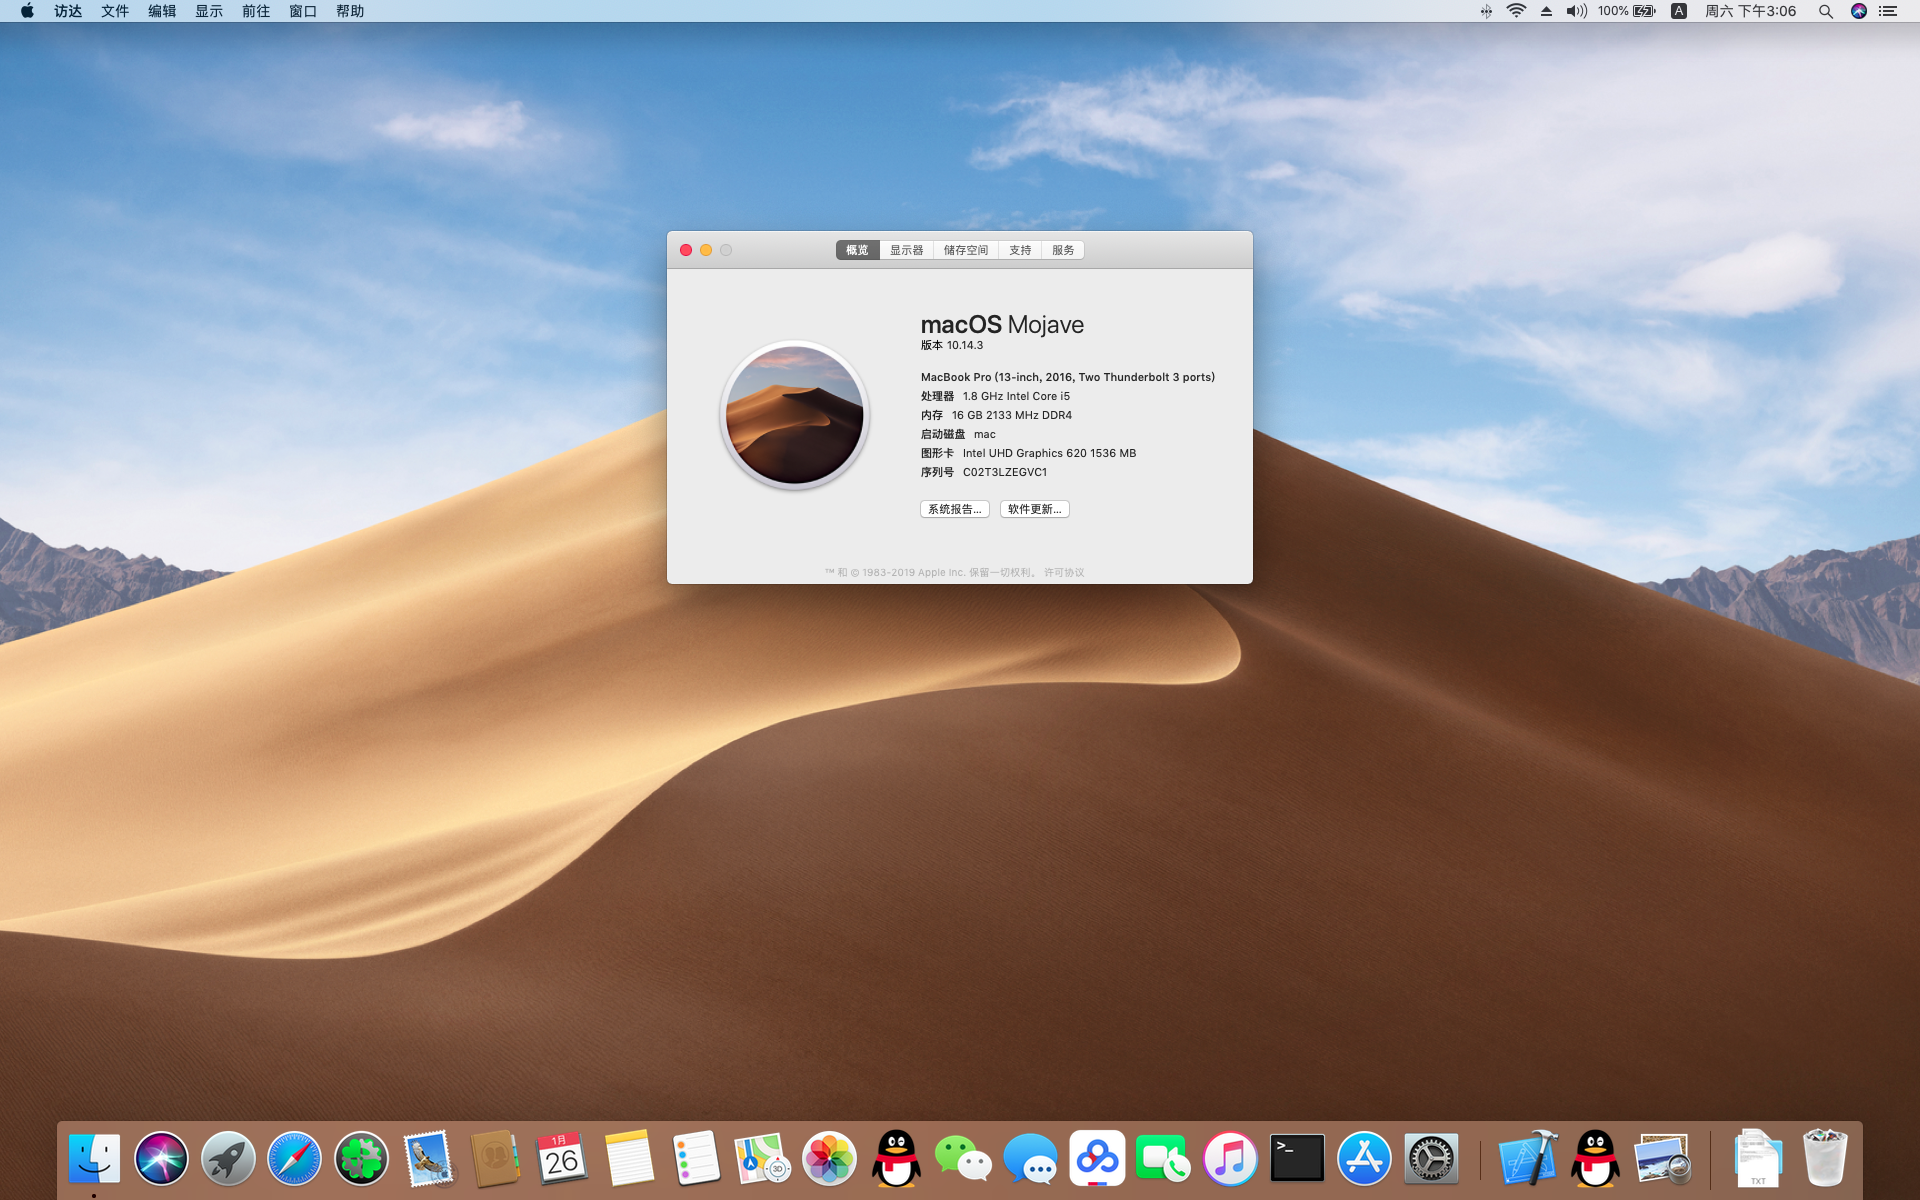 访达 文件 编辑 显示 前往 窗口 帮助 100% A 周六 下午3:06
概览 显示器 储存空间 支持 服务
macOS Mojave
版本 10.14.3
MacBook Pro (13-inch, 2016, Two Thunderbolt 3 ports)
处理器 1.8 GHz Intel Core i5
内存 16 GB 2133 MHz DDR4
启动磁盘 mac
图形卡 Intel UHD Graphics 620 1536 MB
序列号 C02T3LZEGVC1
系统报告... 软件更新...
™ 和 © 1983-2019 Apple Inc. 保留一切权利。 许可协议
1月
26
3D
>_
TXT